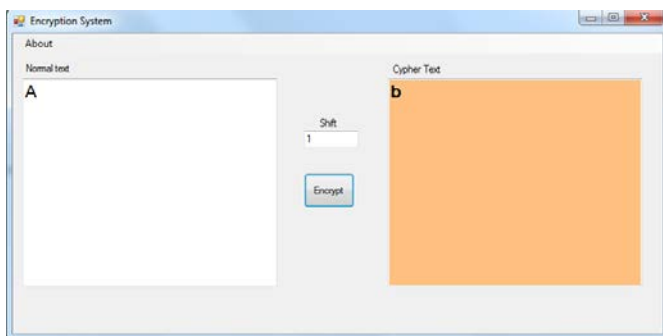 Encryption System
About
Normal text
Cypher Text
A
b
Shift
1
Encrypt